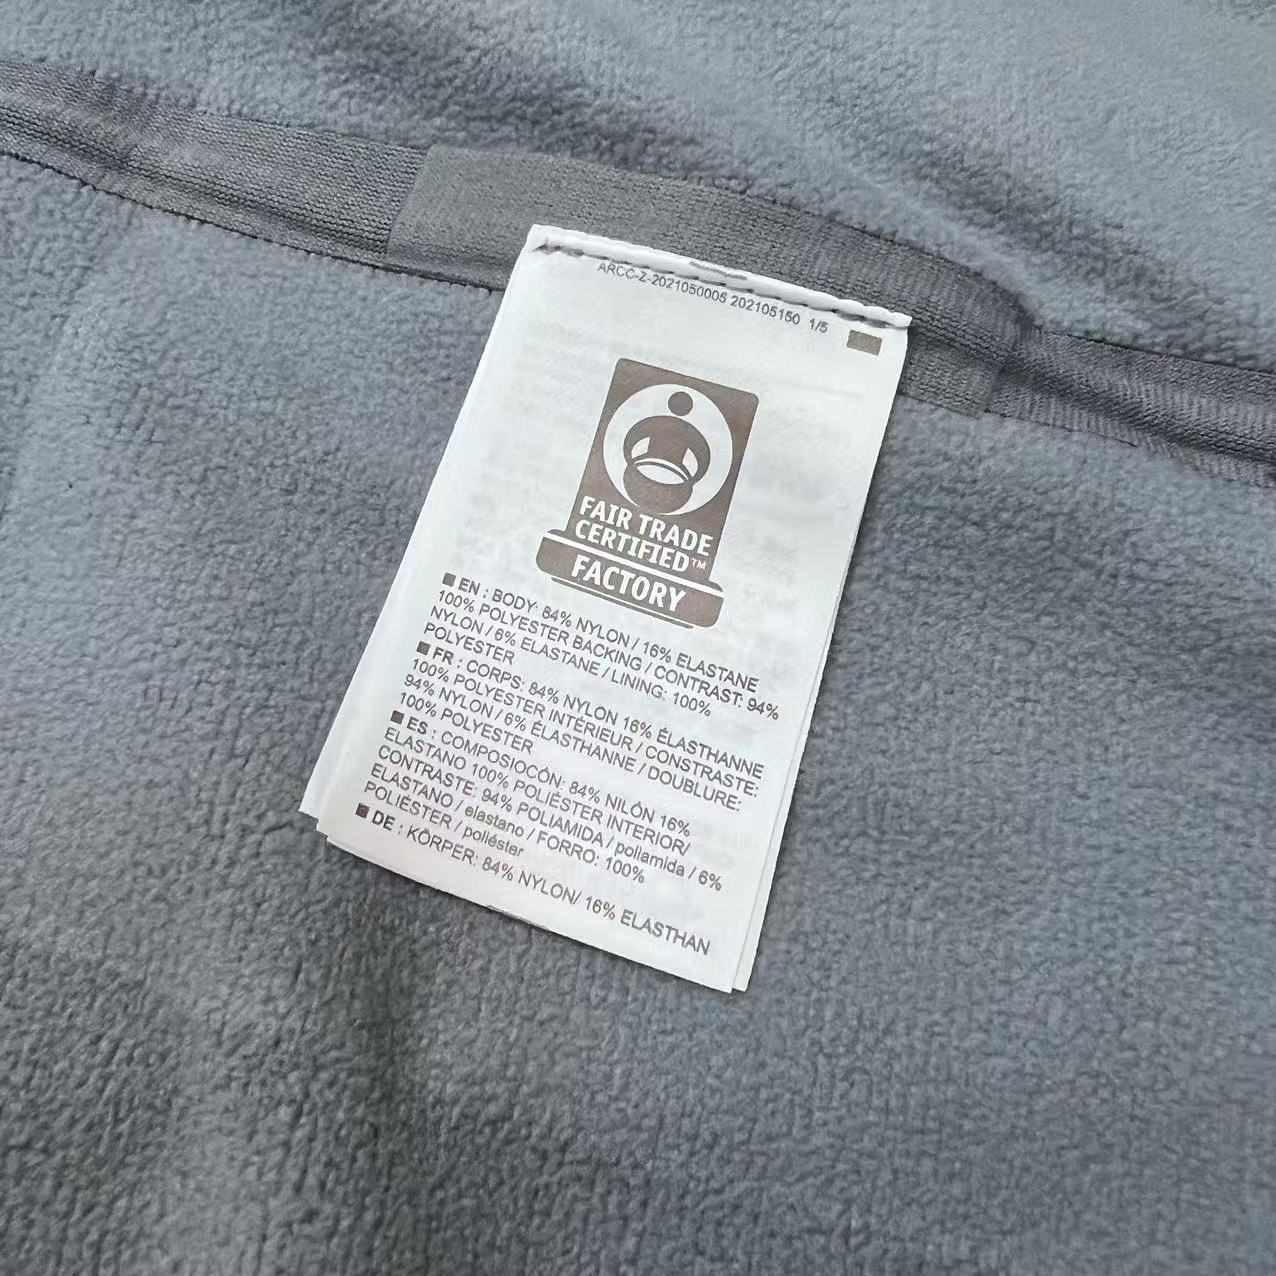 ARCC-Z-2021050005 202105150 1/5
FAIR TRADE
CERTIFIED™
FACTORY
■ EN : BODY: 84% NYLON / 16% ELASTANE
100% POLYESTER BACKING / CONTRAST: 94%
NYLON / 6% ELASTANE / LINING: 100%
POLYESTER
■ FR : CORPS: 84% NYLON 16% ÉLASTHANNE
100% POLYESTER INTÉRIEUR / CONSTRASTE:
94% NYLON / 6% ÉLASTHANNE / DOUBLURE:
100% POLYESTER
■ ES : COMPOSIOCÓN: 84% NILÓN 16%
ELASTANO 100% POLIÉSTER INTERIOR/
CONTRASTE: 94% POLIAMIDA / poliamida / 6%
ELASTANO / elastano / FORRO: 100%
POLIÉSTER / poliéster
■ DE : KÖRPER: 84% NYLON/ 16% ELASTHAN